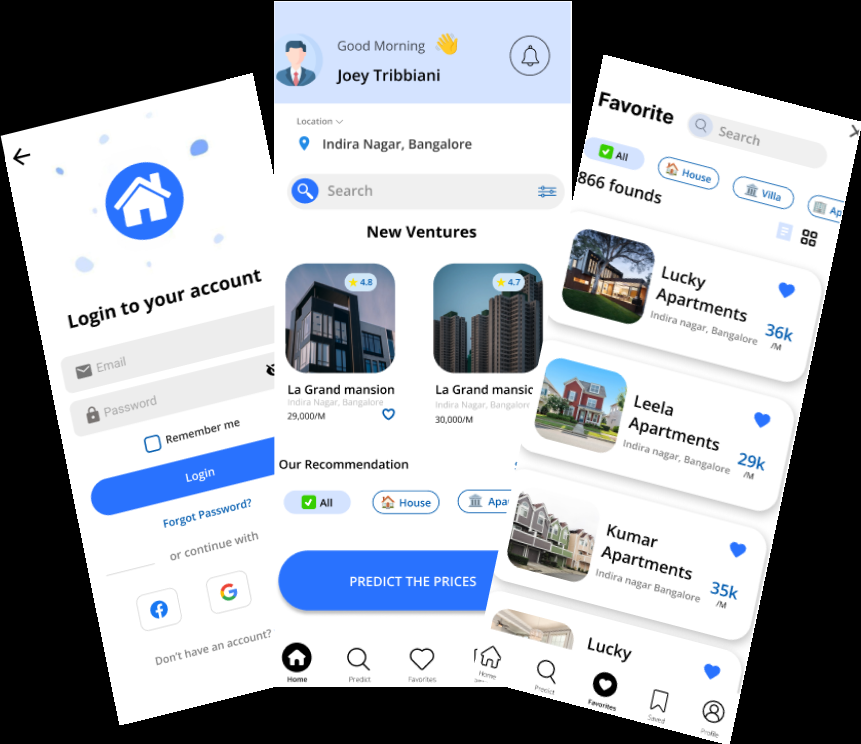 Login to your account
Email
Password
Remember me
Login
Forgot Password?
or continue with
Don't have an account?
Good Morning
Joey Tribbiani
Location
Indira Nagar, Bangalore
Search
New Ventures
4.8
4.7
La Grand mansion
Indira Nagar, Bangalore
29,000/M
La Grand mansic
Indira Nagar, Bangalore
30,000/M
Our Recommendation
All
House
Apa
PREDICT THE PRICES
Home
Predict
Favorites
Favorite
Search
All
House
Villa
Ap
866 founds
Lucky
Apartments
Indira nagar, Bangalore
36k
/M
Leela
Apartments
Indira nagar, Bangalore
29k
/M
Kumar
Apartments
Indira nagar Bangalore
35k
/M
Lucky
Home
Predict
Favorites
Saved
Profile